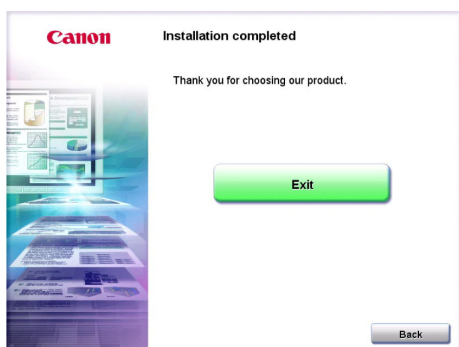 Canon
Installation completed
Thank you for choosing our product.
Exit
Back